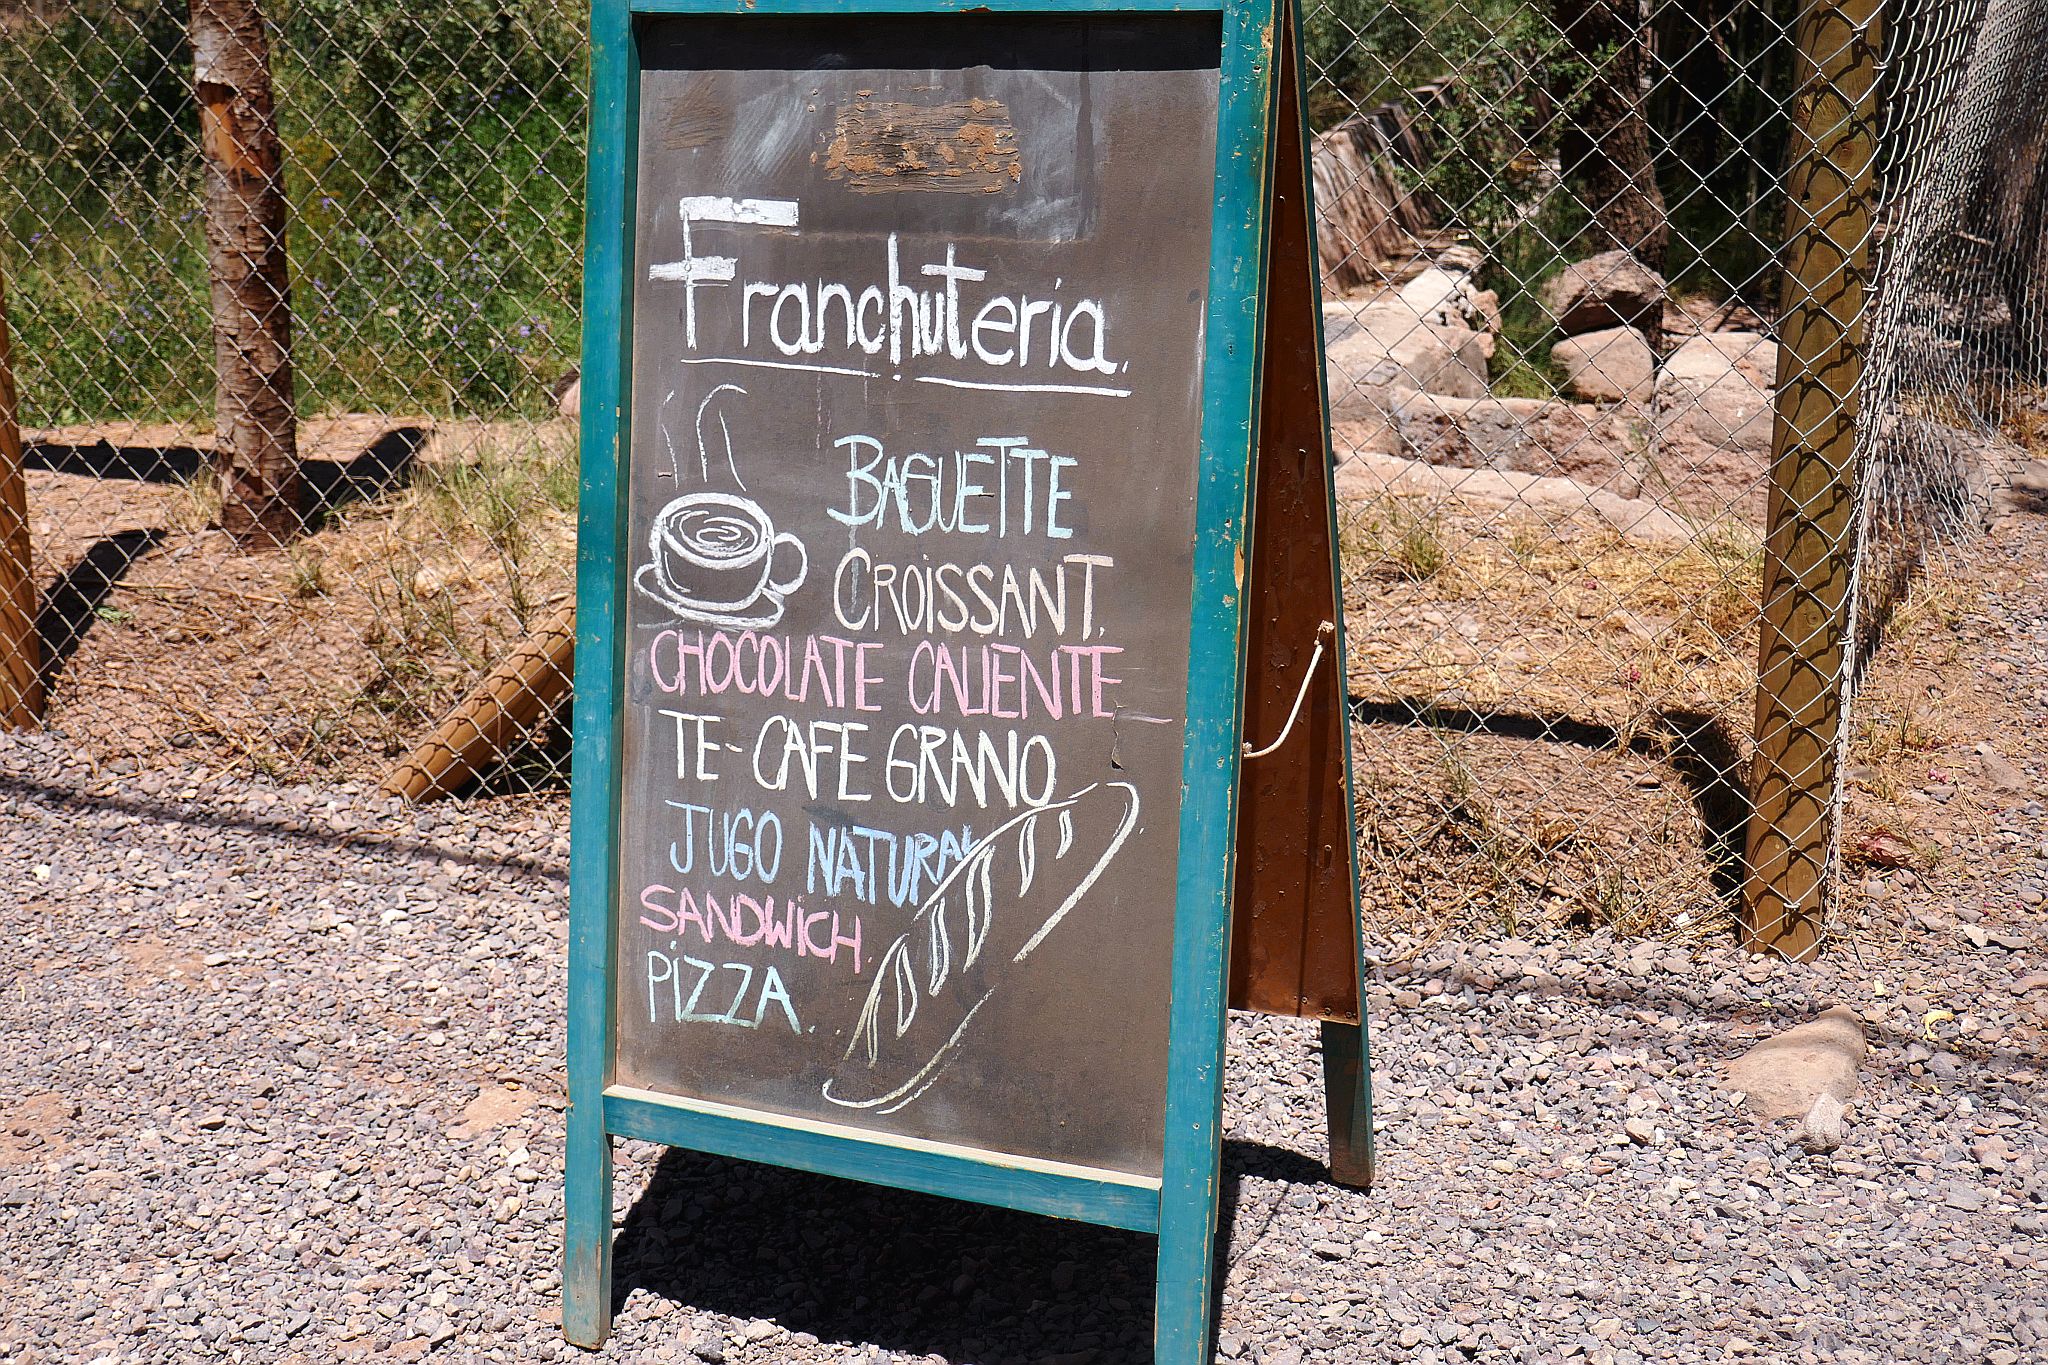 Franchuteria.
BAGUETTE
CROiSSANT.
CHOCOLATE CALIENTE
TE-CAFE GRANO
JUGO NATURAL
SANDWiCH.
PiZZA.